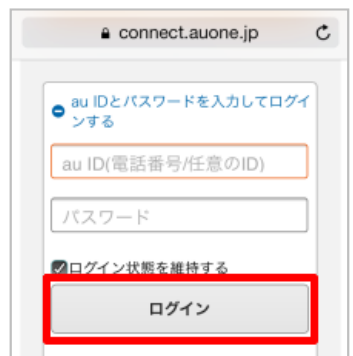 connect.auone.jp
au IDとパスワードを入力してログイ
ンする
au ID(電話番号/任意のID)
パスワード
ログイン状態を維持する
ログイン